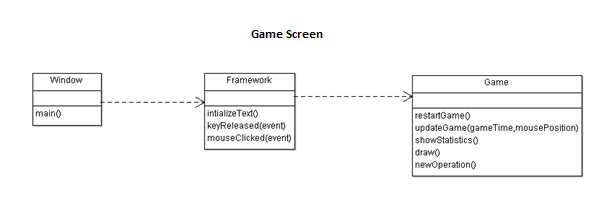 Game Screen
Window
main()
Framework
intializeText()
keyReleased(event)
mouseClicked(event)
Game
restartGame()
updateGame(gameTime,mousePosition)
showStatistics()
draw()
newOperation()